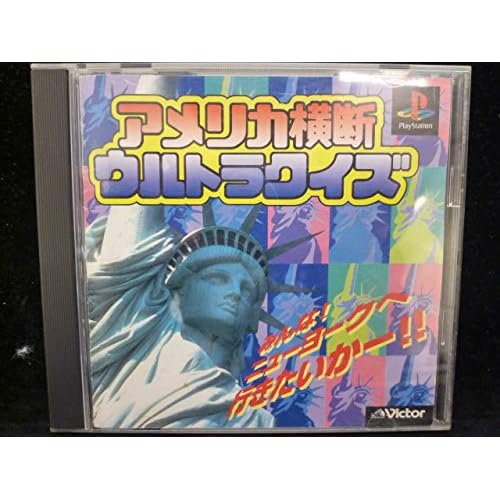 アメリカ横断
ウルトラクイズ
PlayStation
みんな!
ニューヨークへ
行きたいかー!!
Victor